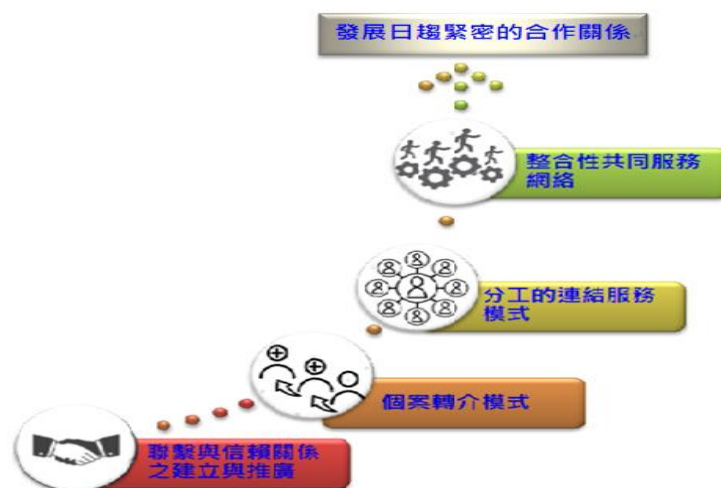 發展日趨緊密的合作關係
整合性共同服務
網絡
分工的連結服務
模式
個案轉介模式
聯繫與信賴關係
之建立與推廣